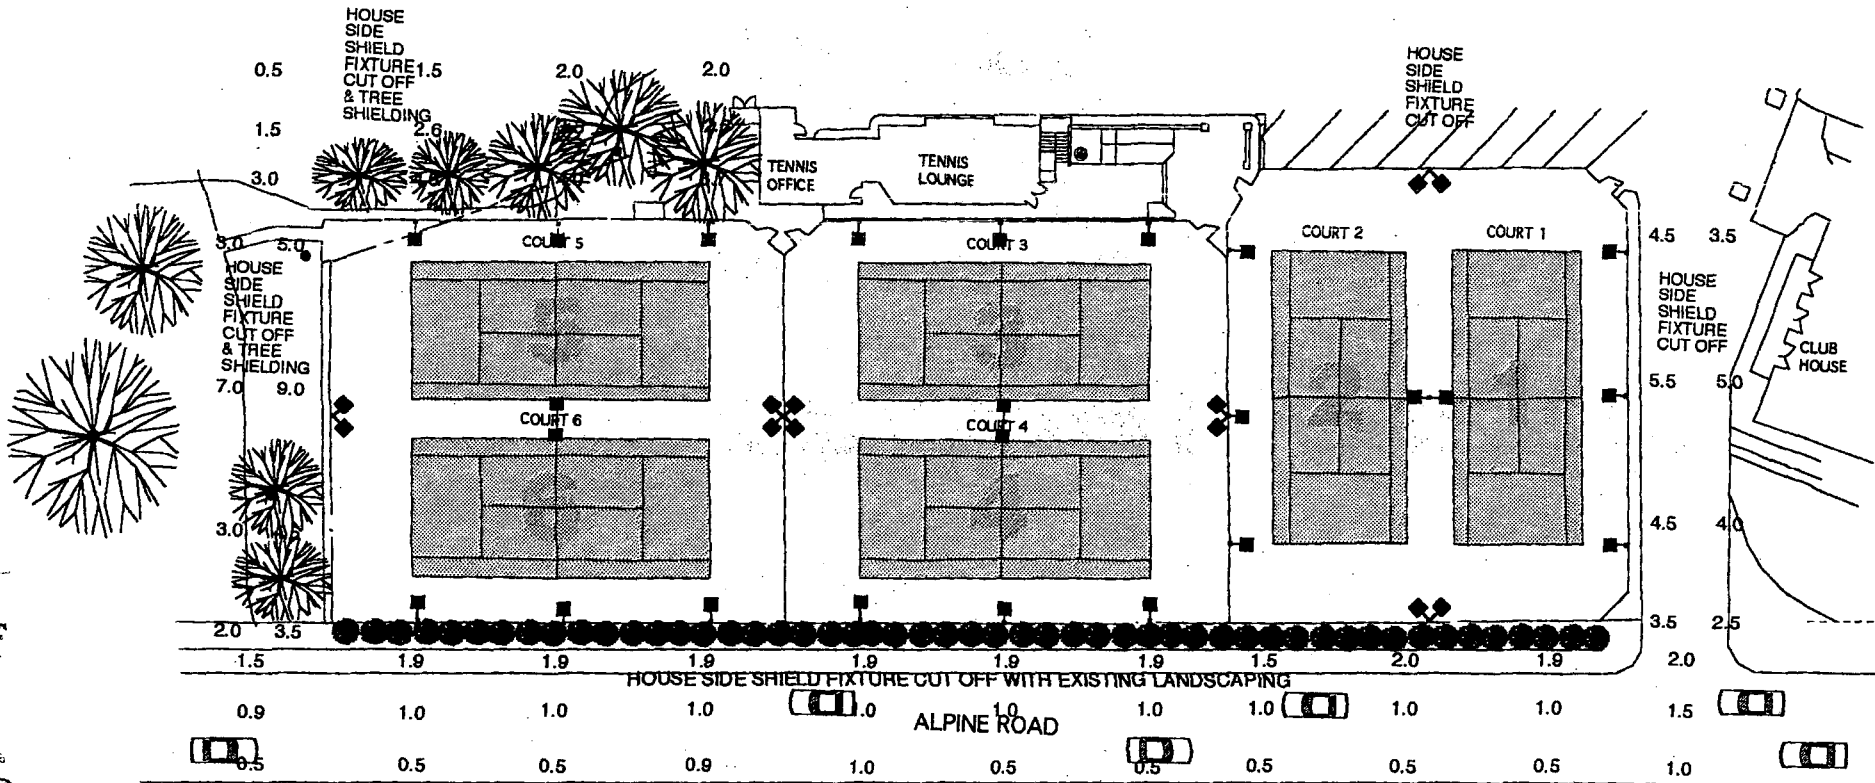 HOUSE
SIDE
SHIELD
FIXTURE
CUT OFF
& TREE
SHIELDING
0.5 1.5 2.0 2.0
HOUSE
SIDE
SHIELD
FIXTURE
CUT OFF
1.5 2.6
3.0
TENNIS
OFFICE
TENNIS
LOUNGE
3.0 5.0
COURT 5
COURT 3
COURT 2
COURT 1
4.5 3.5
HOUSE
SIDE
SHIELD
FIXTURE
CUT OFF
& TREE
SHIELDING
HOUSE
SIDE
SHIELD
FIXTURE
CUT OFF
CLUB
HOUSE
7.0 9.0
5.5 5.0
COURT 6
COURT 4
5
3
2
1
6
4
3.0
4.5 4.0
2.0 3.5
3.5 2.5
1.5 1.9 1.9 1.9 1.9 1.9 1.9 1.5 2.0 1.9 2.0
HOUSE SIDE SHIELD FIXTURE CUT OFF WITH EXISTING LANDSCAPING
0.9 1.0 1.0 1.0 1.0 1.0 1.0 1.0 1.0 1.0 1.5
ALPINE ROAD
0.5 0.5 0.5 0.9 1.0 0.5 0.5 0.5 0.5 0.5 1.0